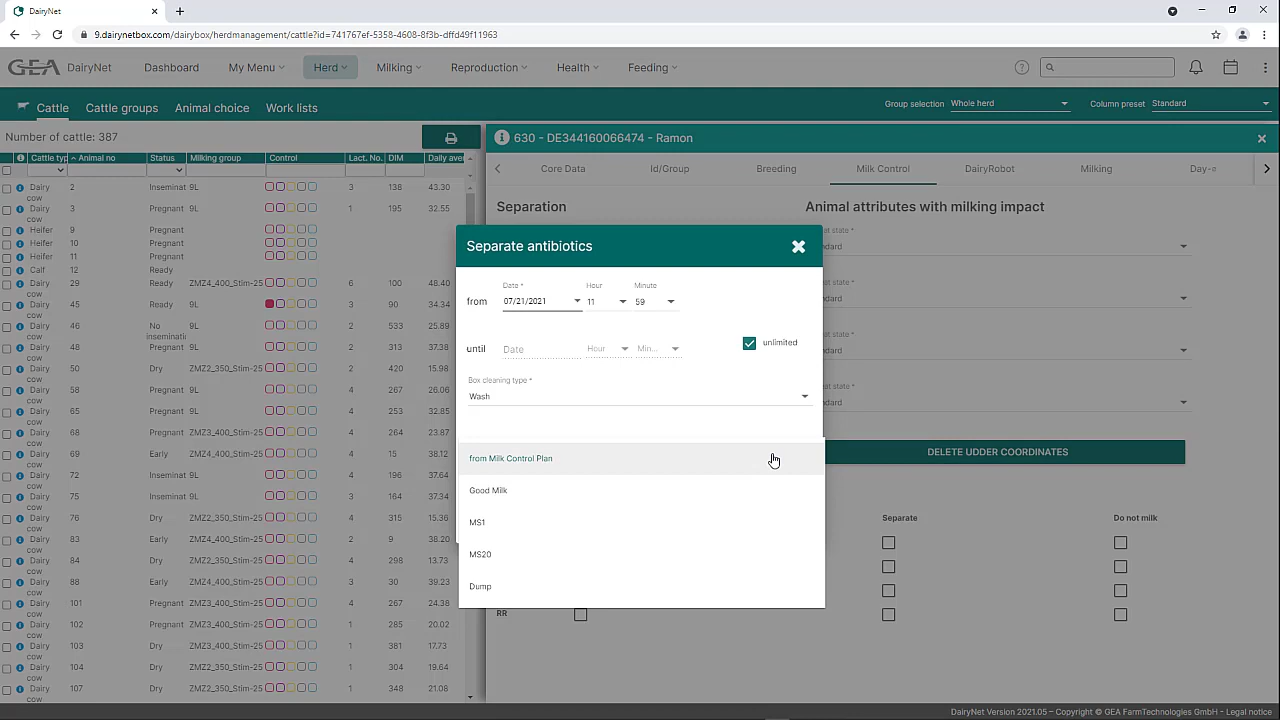 DairyNet
9.dairynetbox.com/dairybox/herdmanagement/cattle?id=741767ef-5358-4608-8f3b-dffd49f11963
GEA DairyNet Dashboard My Menu Herd Milking Reproduction Health Feeding
Cattle Cattle groups Animal choice Work lists Group selection Whole herd Column preset Standard
Number of cattle: 387
630 - DE344160066474 - Ramon
Cattle typ Animal no Status Milking group Control Lact. No. DIM Daily aver
Core Data Id/Group Breeding Milk Control DairyRobot Milking Day-e
Separation Animal attributes with milking impact
Dairy cow 2 Inseminat 9L 3 138 43.30
Dairy cow 3 Pregnant 9L 1 195 32.55
Heifer 9 Pregnant
Heifer 10 Pregnant
Heifer 11 Pregnant
Calf 12 Ready
Dairy cow 29 Ready ZMZ4_400_Stim-25 6 100 48.40
Dairy cow 45 Ready 9L 3 90 34.34
Dairy cow 46 No inseminati 9L 2 533 25.89
Dairy cow 48 Pregnant 9L 2 313 37.38
Dairy cow 50 Dry ZMZ2_350_Stim-25 2 420 15.98
Dairy cow 58 Pregnant 9L 4 267 26.06
Dairy cow 65 Pregnant 9L 4 253 32.85
Dairy cow 68 Pregnant ZMZ3_400_Stim-25 4 264 23.87
Dairy cow 69 Early ZMZ4_400_Stim-25 4 15 38.12
Dairy cow 72 Inseminat 9L 4 196 37.64
Dairy cow 75 Inseminat 9L 3 164 37.34
Dairy cow 76 Dry ZMZ2_350_Stim-25 4 315 15.36
Dairy cow 83 Early ZMZ4_400_Stim-25 2 9 38.20
Dairy cow 84 Dry ZMZ2_350_Stim-25 4 298 13.73
Dairy cow 88 Early ZMZ4_400_Stim-25 3 30 39.23
Dairy cow 101 Pregnant ZMZ3_400_Stim-25 4 267 24.38
Dairy cow 102 Pregnant ZMZ3_400_Stim-25 1 285 20.02
Dairy cow 103 Dry ZMZ3_400_Stim-25 1 381 17.73
Dairy cow 104 Dry ZMZ2_350_Stim-25 1 304 19.64
Dairy cow 107 Dry ZMZ2_350_Stim-25 1 348 21.08
Separate antibiotics
Date * Hour Minute
from 07/21/2021 11 59
until Date Hour Min... unlimited
Box cleaning type *
Wash
from Milk Control Plan
Good Milk
MS1
MS20
Dump
at state *
dard
at state *
dard
at state *
dard
at state *
dard
DELETE UDDER COORDINATES
Separate Do not milk
RR
DairyNet Version 2021.05 – Copyright © GEA FarmTechnologies GmbH - Legal notice